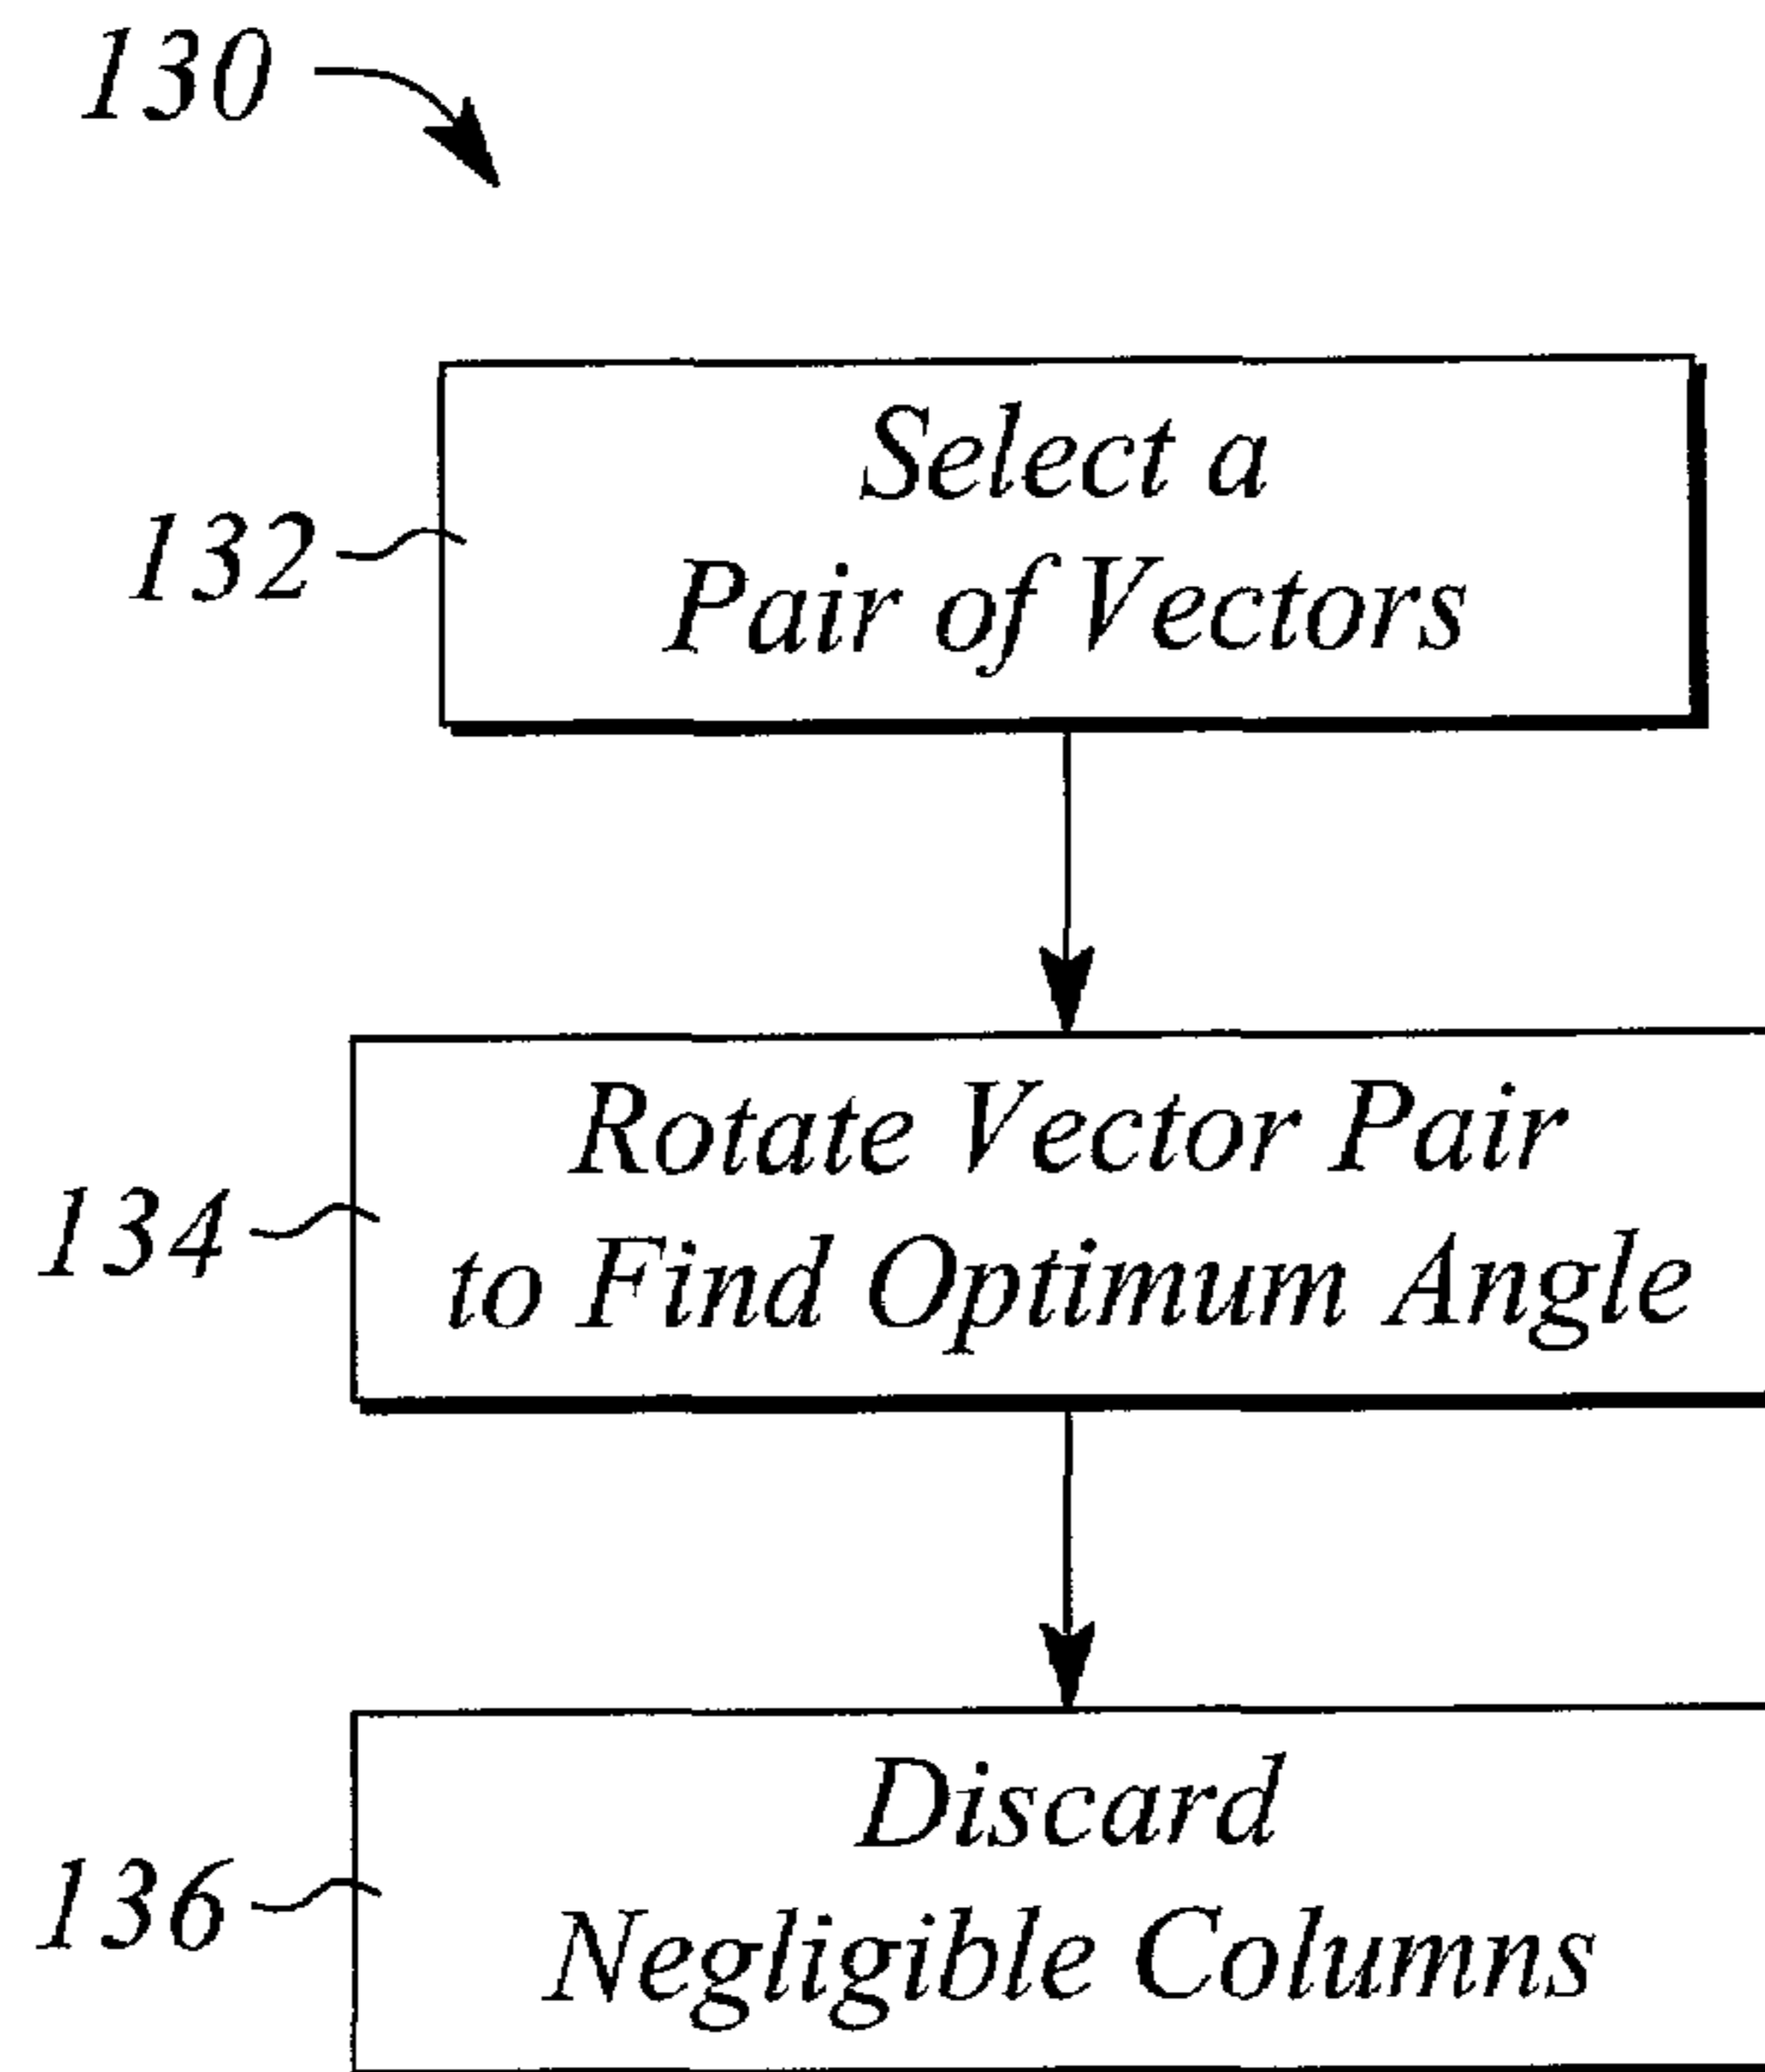 130
132
Select a
Pair of Vectors
134
Rotate Vector Pair
to Find Optimum Angle
136
Discard
Negligible Columns